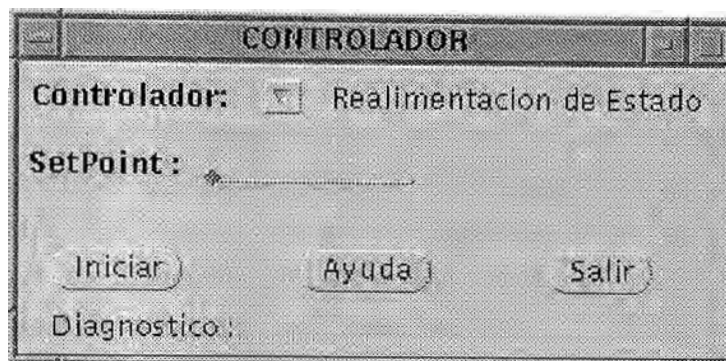 CONTROLADOR
Controlador: Realimentacion de Estado
SetPoint :
Iniciar Ayuda Salir
Diagnostico :